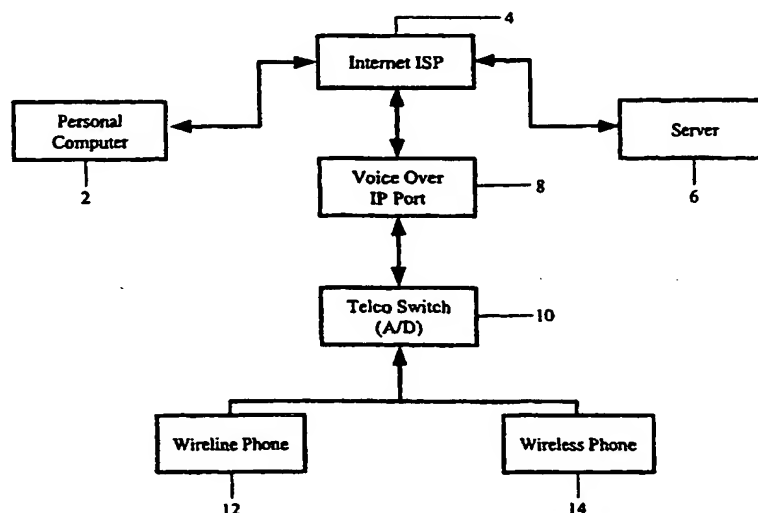 4
Internet ISP
Personal
Computer
Server
2
Voice Over
IP Port
8
6
Telco Switch
(A/D)
10
Wireline Phone
Wireless Phone
12
14